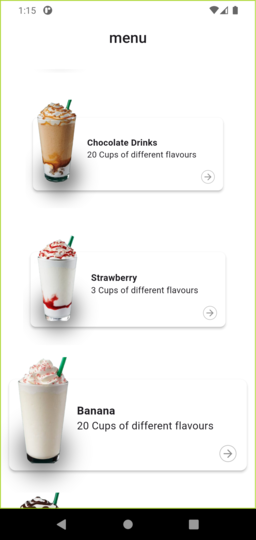 1:15
menu
Chocolate Drinks
20 Cups of different flavours
Strawberry
3 Cups of different flavours
Banana
20 Cups of different flavours